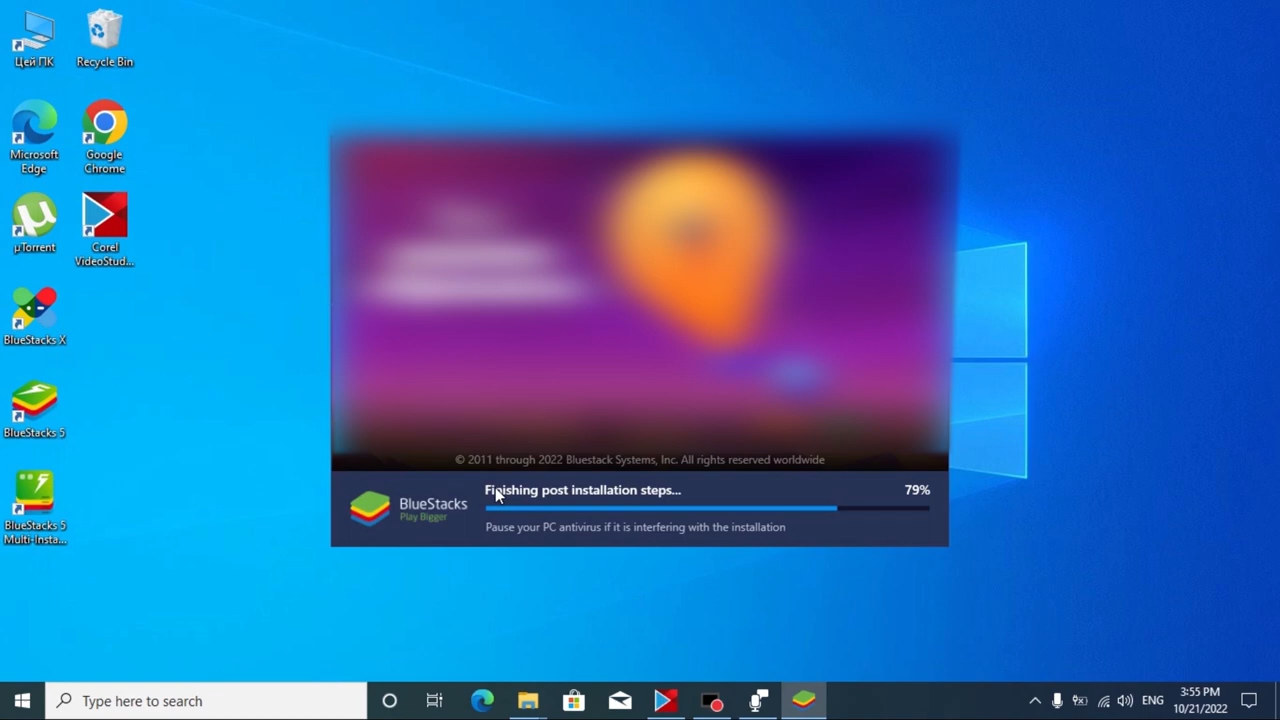 Цей ПК
Recycle Bin
Microsoft
Edge
Google
Chrome
µTorrent
Corel
VideoStud...
BlueStacks X
BlueStacks 5
BlueStacks 5
Multi-Insta...
© 2011 through 2022 Bluestack Systems, Inc. All rights reserved worldwide
BlueStacks
Play Bigger
Finishing post installation steps...
79%
Pause your PC antivirus if it is interfering with the installation
Type here to search
ENG
3:55 PM
10/21/2022